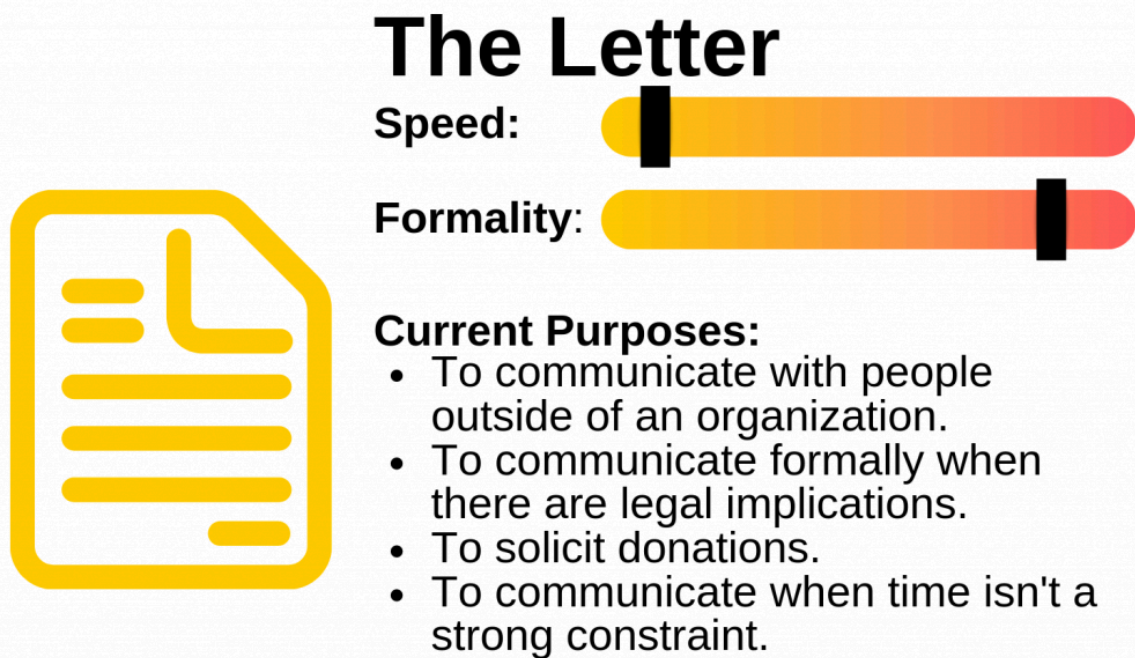 The Letter
Speed:
Formality:
Current Purposes:
• To communicate with people
outside of an organization.
• To communicate formally when
there are legal implications.
• To solicit donations.
• To communicate when time isn't a
strong constraint.